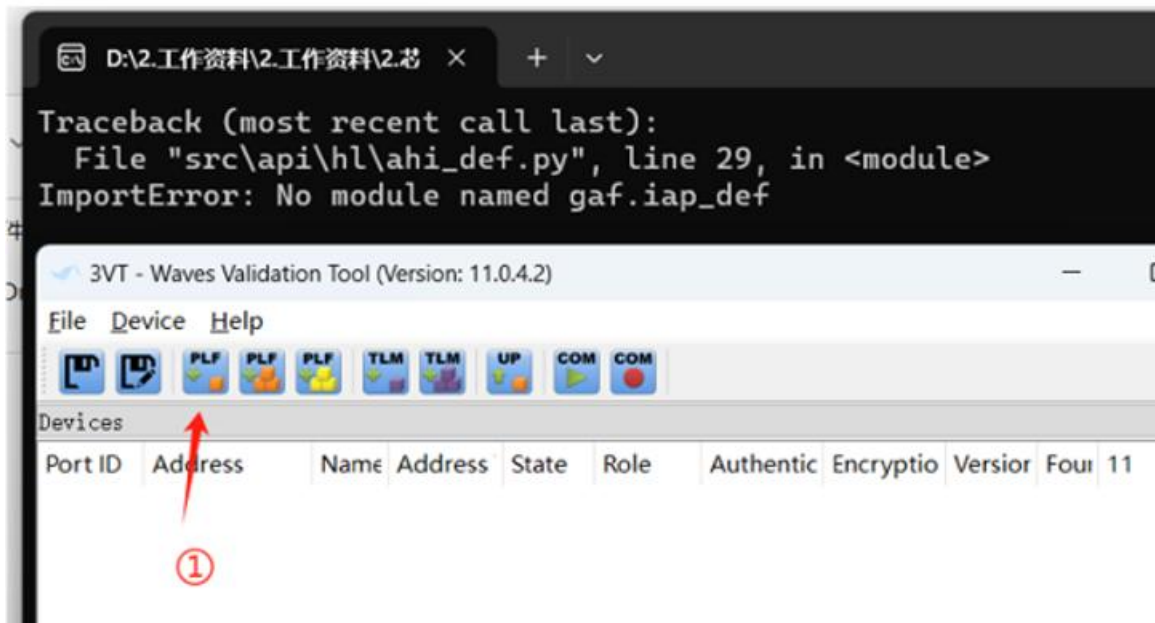 D:\2.工作资料\2.工作资料\2.芯
Traceback (most recent call last):
File "src\api\hl\ahi_def.py", line 29, in <module>
ImportError: No module named gaf.iap_def
件
3VT - Waves Validation Tool (Version: 11.0.4.2)
File Device Help
PLF PLF PLF TLM TLM UP COM COM
Devices
Port ID Address Name Address State Role Authentic Encryptio Version Foun 11
①